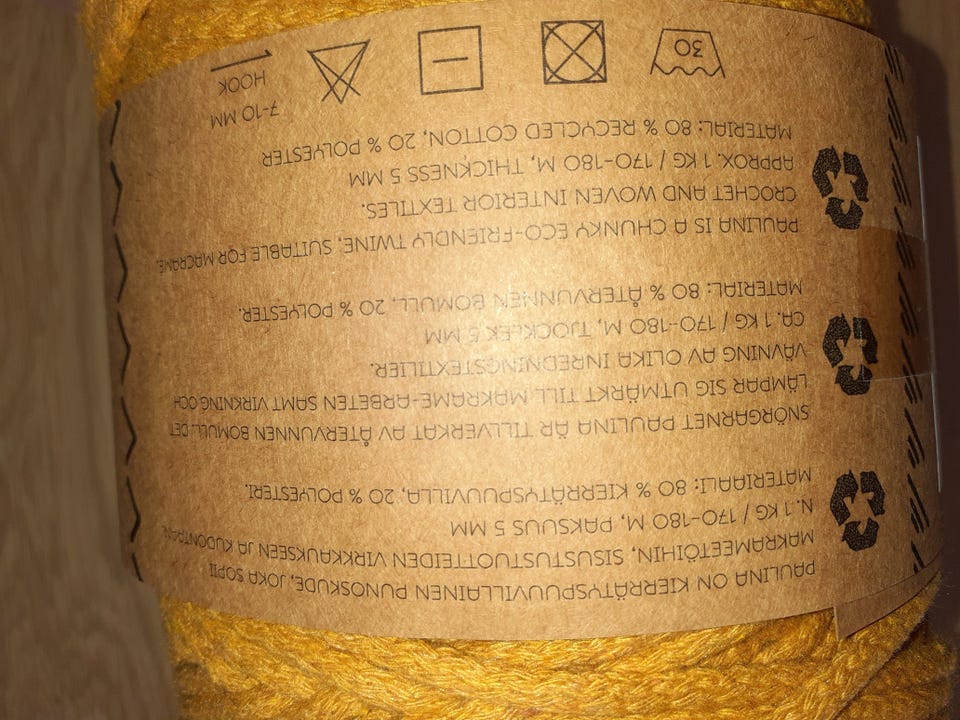 PAULINA ON KIERRÄTYSPUUVILLAINEN PUNOSKUDE, JOKA SOPII
MAKRAMEETÖIHIN, SISUSTUSTUOTTEIDEN VIRKKAUKSEEN JA KUDONTAAN.
N. 1 KG / 170-180 M, PAKSUUS 5 MM
MATERIAALI: 80 % KIERRÄTYSPUUVILLA, 20 % POLYESTERI.
SNÖRGARNET PAULINA ÄR TILLVERKAT AV ÅTERVUNNEN BOMULL. DET
LÄMPAR SIG UTMÄRKT TILL MAKRAME-ARBETEN SAMT VIRKNING OCH
VÄVNING AV OLIKA INREDNINGSTEXTILIER.
CA. 1 KG / 170-180 M, TJOCKLEK 5 MM
MATERIAL: 80 % ÅTERVUNNEN BOMULL, 20 % POLYESTER.
PAULINA IS A CHUNKY ECO-FRIENDLY TWINE, SUITABLE FOR MACRAME,
CROCHET AND WOVEN INTERIOR TEXTILES.
APPROX. 1 KG / 170-180 M, THICKNESS 5 MM
MATERIAL: 80 % RECYCLED COTTON, 20 % POLYESTER
30
7-10 MM
HOOK